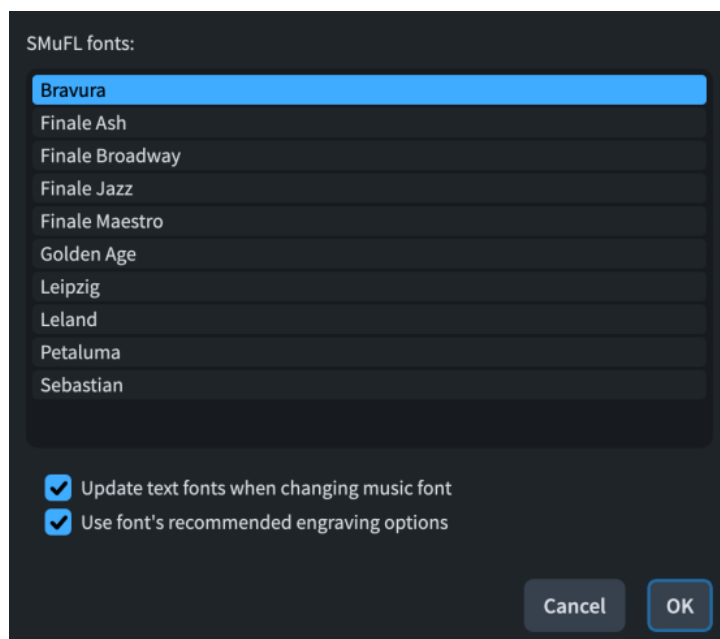 SMuFL fonts:
Bravura
Finale Ash
Finale Broadway
Finale Jazz
Finale Maestro
Golden Age
Leipzig
Leland
Petaluma
Sebastian
Update text fonts when changing music font
Use font's recommended engraving options
Cancel OK